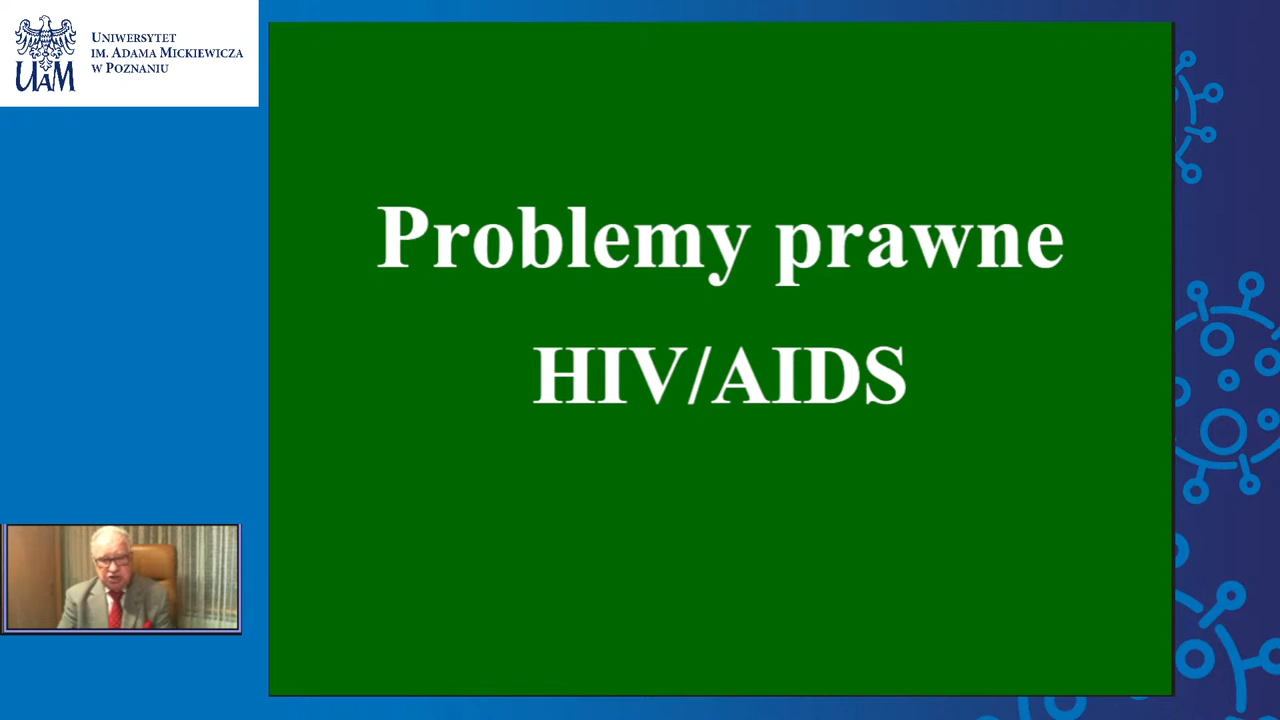 UNIWERSYTET
IM. ADAMA MICKIEWICZA
W POZNANIU
UAM
Problemy prawne
HIV/AIDS